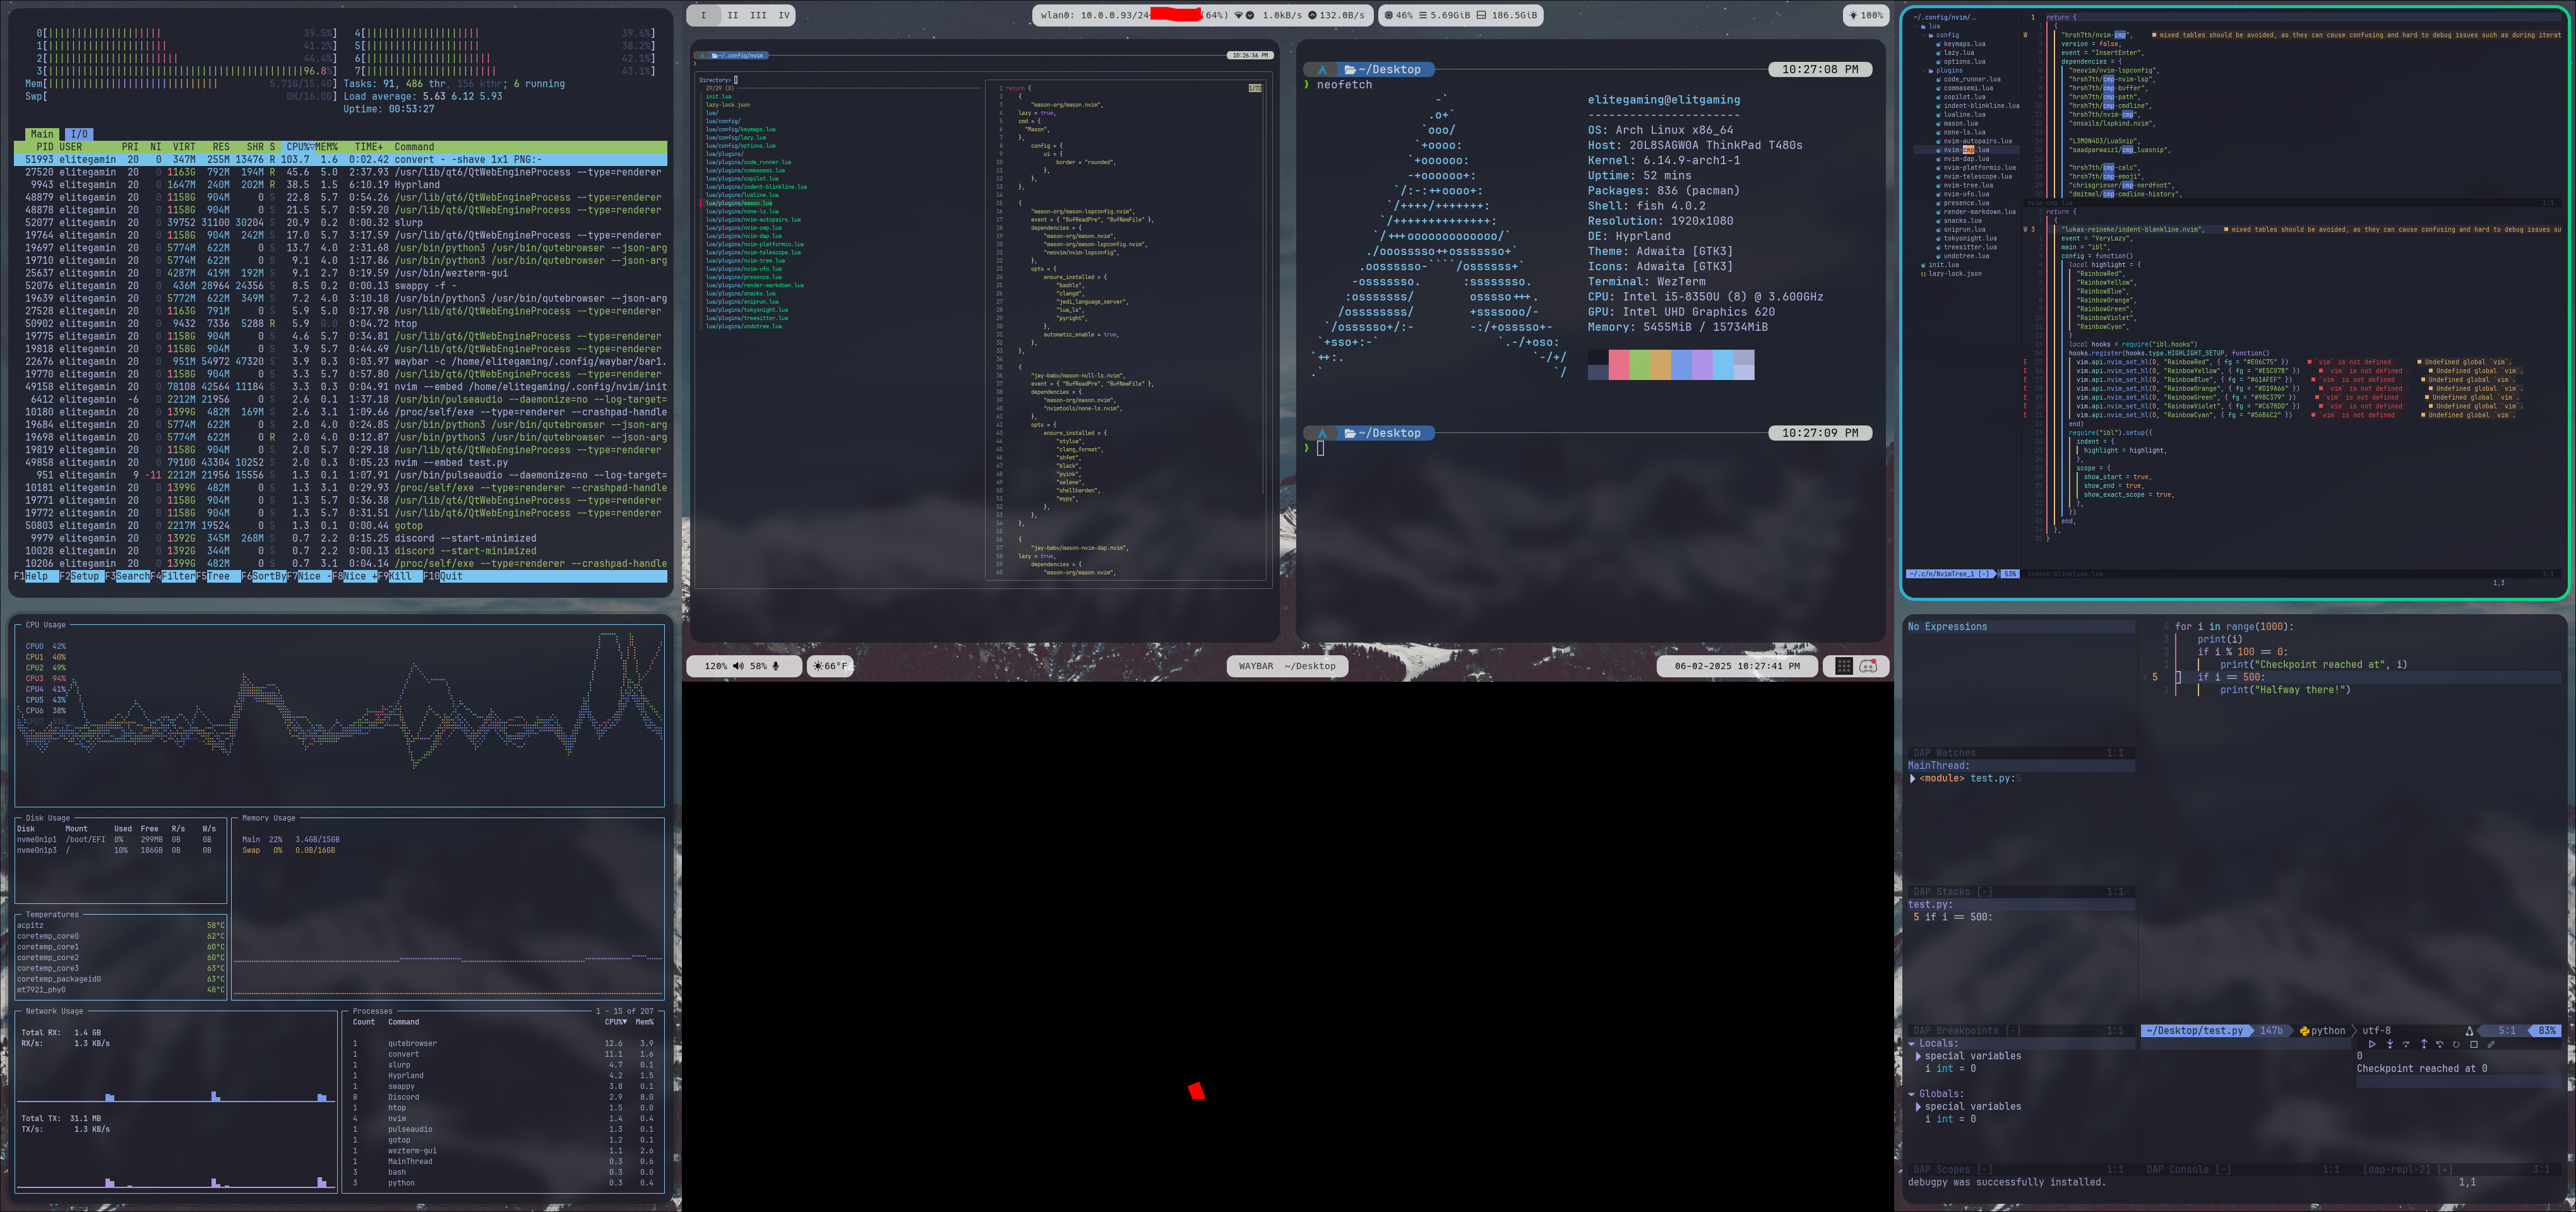 0[ 39.5%] 4[ 39.6%]
1[ 41.2%] 5[ 38.2%]
2[ 44.4%] 6[ 42.1%]
3[ 96.8%] 7[ 43.1%]
Mem[ 5.71G/15.4G] Tasks: 91, 486 thr, 156 kthr; 6 running
Swp[ 0K/16.0G] Load average: 5.63 6.12 5.93
Uptime: 00:53:27
Main I/O
PID USER PRI NI VIRT RES SHR S CPU%▽MEM% TIME+ Command
51993 elitegamin 20 0 347M 255M 13476 R 103.7 1.6 0:02.42 convert - -shave 1x1 PNG:-
27520 elitegamin 20 0 1163G 792M 194M R 45.6 5.0 2:37.93 /usr/lib/qt6/QtWebEngineProcess --type=renderer
9943 elitegamin 20 0 1647M 240M 202M R 38.5 1.5 6:10.19 Hyprland
48879 elitegamin 20 0 1158G 904M 0 S 22.8 5.7 0:54.26 /usr/lib/qt6/QtWebEngineProcess --type=renderer
48878 elitegamin 20 0 1158G 904M 0 S 21.5 5.7 0:59.20 /usr/lib/qt6/QtWebEngineProcess --type=renderer
52077 elitegamin 20 0 39752 31100 30204 S 20.9 0.2 0:00.32 slurp
19764 elitegamin 20 0 1158G 904M 242M S 17.0 5.7 3:17.59 /usr/lib/qt6/QtWebEngineProcess --type=renderer
19697 elitegamin 20 0 5774M 622M 0 S 13.7 4.0 2:31.68 /usr/bin/python3 /usr/bin/qutebrowser --json-arg
19710 elitegamin 20 0 5774M 622M 0 S 9.1 4.0 1:17.86 /usr/bin/python3 /usr/bin/qutebrowser --json-arg
25637 elitegamin 20 0 4287M 419M 192M S 9.1 2.7 0:19.59 /usr/bin/wezterm-gui
52076 elitegamin 20 0 436M 28964 24356 S 8.5 0.2 0:00.13 swappy -f -
19639 elitegamin 20 0 5772M 622M 349M S 7.2 4.0 3:10.18 /usr/bin/python3 /usr/bin/qutebrowser --json-arg
27528 elitegamin 20 0 1163G 791M 0 S 5.9 5.0 0:17.98 /usr/lib/qt6/QtWebEngineProcess --type=renderer
50902 elitegamin 20 0 9432 7336 5288 R 5.9 0.0 0:04.72 htop
19775 elitegamin 20 0 1158G 904M 0 S 4.6 5.7 0:34.81 /usr/lib/qt6/QtWebEngineProcess --type=renderer
19818 elitegamin 20 0 1158G 904M 0 S 3.9 5.7 0:44.49 /usr/lib/qt6/QtWebEngineProcess --type=renderer
22676 elitegamin 20 0 951M 54972 47320 S 3.9 0.3 0:03.97 waybar -c /home/elitegaming/.config/waybar/bar1.
19770 elitegamin 20 0 1158G 904M 0 S 3.3 5.7 0:57.80 /usr/lib/qt6/QtWebEngineProcess --type=renderer
49158 elitegamin 20 0 78108 42564 11184 S 3.3 0.3 0:04.91 nvim --embed /home/elitegaming/.config/nvim/init
6412 elitegamin -6 0 2212M 21956 0 S 2.6 0.1 1:37.18 /usr/bin/pulseaudio --daemonize=no --log-target=
10180 elitegamin 20 0 1399G 482M 169M S 2.6 3.1 1:09.66 /proc/self/exe --type=renderer --crashpad-handle
19684 elitegamin 20 0 5774M 622M 0 S 2.0 4.0 0:24.85 /usr/bin/python3 /usr/bin/qutebrowser --json-arg
19698 elitegamin 20 0 5774M 622M 0 R 2.0 4.0 0:12.87 /usr/bin/python3 /usr/bin/qutebrowser --json-arg
19819 elitegamin 20 0 1158G 904M 0 S 2.0 5.7 0:29.18 /usr/lib/qt6/QtWebEngineProcess --type=renderer
49858 elitegamin 20 0 79100 43304 10252 S 2.0 0.3 0:05.23 nvim --embed test.py
951 elitegamin 9 -11 2212M 21956 15556 S 1.3 0.1 1:07.91 /usr/bin/pulseaudio --daemonize=no --log-target=
10181 elitegamin 20 0 1399G 482M 0 S 1.3 3.1 0:29.93 /proc/self/exe --type=renderer --crashpad-handle
19771 elitegamin 20 0 1158G 904M 0 S 1.3 5.7 0:36.38 /usr/lib/qt6/QtWebEngineProcess --type=renderer
19772 elitegamin 20 0 1158G 904M 0 S 1.3 5.7 0:31.51 /usr/lib/qt6/QtWebEngineProcess --type=renderer
50803 elitegamin 20 0 2217M 19524 0 S 1.3 0.1 0:00.44 gotop
9979 elitegamin 20 0 1392G 345M 268M S 0.7 2.2 0:15.25 discord --start-minimized
10028 elitegamin 20 0 1392G 344M 0 S 0.7 2.2 0:00.13 discord --start-minimized
10206 elitegamin 20 0 1399G 482M 0 S 0.7 3.1 0:04.14 /proc/self/exe --type=renderer --crashpad-handle
F1Help F2Setup F3SearchF4FilterF5Tree F6SortByF7Nice -F8Nice +F9Kill F10Quit
CPU Usage
CPU0 42%
CPU1 40%
CPU2 49%
CPU3 94%
CPU4 41%
CPU5 43%
CPU6 38%
CPU7 51%
Disk Usage
Disk Mount Used Free R/s W/s
nvme0n1p1 /boot/EFI 0% 299MB 0B 0B
nvme0n1p3 / 10% 186GB 0B 0B
Memory Usage
Main 22% 3.4GB/15GB
Swap 0% 0.0B/16GB
Temperatures
acpitz 58°C
coretemp_core0 62°C
coretemp_core1 60°C
coretemp_core2 60°C
coretemp_core3 63°C
coretemp_packageid0 63°C
mt7921_phy0 48°C
Network Usage
Total RX: 1.4 GB
RX/s: 1.3 KB/s
Total TX: 31.1 MB
TX/s: 1.3 KB/s
Processes 1 - 15 of 207
Count Command CPU%▼ Mem%
1 qutebrowser 12.6 3.9
1 convert 11.1 1.6
1 slurp 4.7 0.1
1 Hyprland 4.2 1.5
1 swappy 3.8 0.1
8 Discord 2.9 8.0
1 htop 1.5 0.0
4 nvim 1.4 0.4
1 pulseaudio 1.3 0.1
1 gotop 1.2 0.1
1 wezterm-gui 1.1 2.6
1 MainThread 0.3 0.6
3 bash 0.3 0.0
3 python 0.3 0.4
I II III IV
wlan0: 10.0.0.93/24 (64%) 1.0kB/s 132.0B/s
46% 5.69GiB 186.5GiB
100%
~/.config/nvim 10:26:56 PM
Directory>
29/29 (0)
init.lua
lazy-lock.json
lua/
lua/config/
lua/config/keymaps.lua
lua/config/lazy.lua
lua/config/options.lua
lua/plugins/
lua/plugins/code_runner.lua
lua/plugins/commasemi.lua
lua/plugins/copilot.lua
lua/plugins/indent-blinkline.lua
lua/plugins/lualine.lua
lua/plugins/mason.lua
lua/plugins/none-ls.lua
lua/plugins/nvim-autopairs.lua
lua/plugins/nvim-cmp.lua
lua/plugins/nvim-dap.lua
lua/plugins/nvim-platformio.lua
lua/plugins/nvim-telescope.lua
lua/plugins/nvim-tree.lua
lua/plugins/nvim-ufo.lua
lua/plugins/presence.lua
lua/plugins/render-markdown.lua
lua/plugins/snacks.lua
lua/plugins/sniprun.lua
lua/plugins/tokyonight.lua
lua/plugins/treesitter.lua
lua/plugins/undotree.lua
1/72
1 return {
2 {
3 "mason-org/mason.nvim",
4 lazy = true,
5 cmd = {
6 "Mason",
7 },
8 config = {
9 ui = {
10 border = "rounded",
11 },
12 },
13 },
14
15 {
16 "mason-org/mason-lspconfig.nvim",
17 event = { "BufReadPre", "BufNewFile" },
18 dependencies = {
19 "mason-org/mason.nvim",
20 "mason-org/mason-lspconfig.nvim",
21 "neovim/nvim-lspconfig",
22 },
23 opts = {
24 ensure_installed = {
25 "bashls",
26 "clangd",
27 "jedi_language_server",
28 "lua_ls",
29 "pyright",
30 },
31 automatic_enable = true,
32 },
33 },
34
35 {
36 "jay-babu/mason-null-ls.nvim",
37 event = { "BufReadPre", "BufNewFile" },
38 dependencies = {
39 "mason-org/mason.nvim",
40 "nvimtools/none-ls.nvim",
41 },
42 opts = {
43 ensure_installed = {
44 "stylua",
45 "clang_format",
46 "shfmt",
47 "black",
48 "pyink",
49 "selene",
50 "shellharden",
51 "mypy",
52 },
53 },
54 },
55
56 {
57 "jay-babu/mason-nvim-dap.nvim",
58 lazy = true,
59 dependencies = {
60 "mason-org/mason.nvim",
~/Desktop 10:27:08 PM
❯ neofetch
elitegaming@elitgaming
----------------------
OS: Arch Linux x86_64
Host: 20L8SAGW0A ThinkPad T480s
Kernel: 6.14.9-arch1-1
Uptime: 52 mins
Packages: 836 (pacman)
Shell: fish 4.0.2
Resolution: 1920x1080
DE: Hyprland
Theme: Adwaita [GTK3]
Icons: Adwaita [GTK3]
Terminal: WezTerm
CPU: Intel i5-8350U (8) @ 3.600GHz
GPU: Intel UHD Graphics 620
Memory: 5455MiB / 15734MiB
~/Desktop 10:27:09 PM
❯
120% 58% 66°F
WAYBAR ~/Desktop
06-02-2025 10:27:41 PM
~/.config/nvim/..
lua
config
keymaps.lua
lazy.lua
options.lua
plugins
code_runner.lua
commasemi.lua
copilot.lua
indent-blinkline.lua
lualine.lua
mason.lua
none-ls.lua
nvim-autopairs.lua
nvim-cmp.lua
nvim-dap.lua
nvim-platformio.lua
nvim-telescope.lua
nvim-tree.lua
nvim-ufo.lua
presence.lua
render-markdown.lua
snacks.lua
sniprun.lua
tokyonight.lua
treesitter.lua
undotree.lua
init.lua
lazy-lock.json
~/.c/n/NvimTree_1 [-] 53%
1 return {
{
W "hrsh7th/nvim-cmp", ■ mixed tables should be avoided, as they can cause confusing and hard to debug issues such as during iterat
version = false,
event = "InsertEnter",
dependencies = {
"neovim/nvim-lspconfig",
"hrsh7th/cmp-nvim-lsp",
"hrsh7th/cmp-buffer",
"hrsh7th/cmp-path",
"hrsh7th/cmp-cmdline",
"hrsh7th/nvim-cmp",
"onsails/lspkind.nvim",
"L3MON4D3/LuaSnip",
"saadparwaiz1/cmp_luasnip",
"hrsh7th/cmp-calc",
"hrsh7th/cmp-emoji",
"chrisgrieser/cmp-nerdfont",
"dmitmel/cmp-cmdline-history",
nvim-cmp.lua 1:1
return {
{
W 3 "lukas-reineke/indent-blankline.nvim", ■ mixed tables should be avoided, as they can cause confusing and hard to debug issues su
event = "VeryLazy",
main = "ibl",
config = function()
local highlight = {
"RainbowRed",
"RainbowYellow",
"RainbowBlue",
"RainbowOrange",
"RainbowGreen",
"RainbowViolet",
"RainbowCyan",
}
local hooks = require("ibl.hooks")
hooks.register(hooks.type.HIGHLIGHT_SETUP, function()
E vim.api.nvim_set_hl(0, "RainbowRed", { fg = "#E06C75" }) ■ `vim` is not defined ■ Undefined global `vim`.
E vim.api.nvim_set_hl(0, "RainbowYellow", { fg = "#E5C07B" }) ■ `vim` is not defined ■ Undefined global `vim`.
E vim.api.nvim_set_hl(0, "RainbowBlue", { fg = "#61AFEF" }) ■ `vim` is not defined ■ Undefined global `vim`.
E vim.api.nvim_set_hl(0, "RainbowOrange", { fg = "#D19A66" }) ■ `vim` is not defined ■ Undefined global `vim`.
E vim.api.nvim_set_hl(0, "RainbowGreen", { fg = "#98C379" }) ■ `vim` is not defined ■ Undefined global `vim`.
E vim.api.nvim_set_hl(0, "RainbowViolet", { fg = "#C678DD" }) ■ `vim` is not defined ■ Undefined global `vim`.
E vim.api.nvim_set_hl(0, "RainbowCyan", { fg = "#56B6C2" }) ■ `vim` is not defined ■ Undefined global `vim`.
end)
require("ibl").setup({
indent = {
highlight = highlight,
},
scope = {
show_start = true,
show_end = true,
show_exact_scope = true,
},
})
end,
},
}
indent-blinkline.lua 3:1
1,3
No Expressions
DAP Watches 1:1
MainThread:
<module> test.py:5
DAP Stacks [-] 1:1
test.py:
5 if i == 500:
DAP Breakpoints [-] 1:1
Locals:
special variables
i int = 0
Globals:
special variables
i int = 0
DAP Scopes [-] 1:1
4 for i in range(1000):
3 print(i)
2 if i % 100 == 0:
1 print("Checkpoint reached at", i)
5 if i == 500:
1 print("Halfway there!")
~/Desktop/test.py 147b python utf-8 5:1 83%
0
Checkpoint reached at 0
DAP Console [-] 1:1 [dap-repl-2] [+] 3:1
debugpy was successfully installed. 1,1